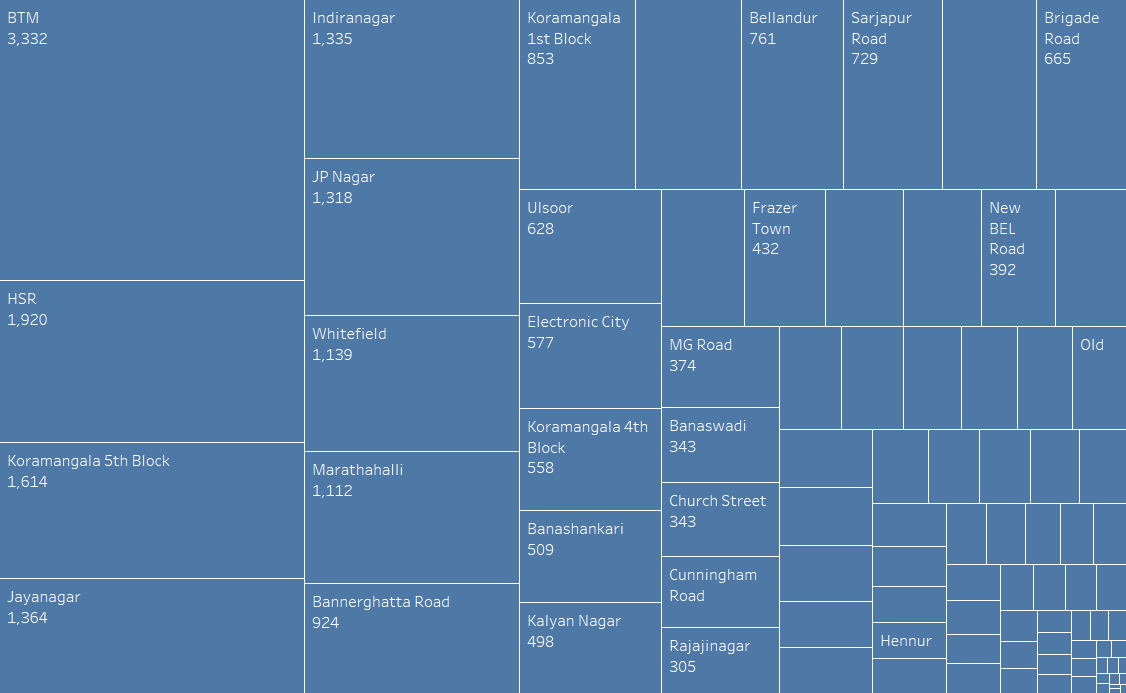 BTM
3,332
HSR
1,920
Koramangala 5th Block
1,614
Jayanagar
1,364
Indiranagar
1,335
JP Nagar
1,318
Whitefield
1,139
Marathahalli
1,112
Bannerghatta Road
924
Koramangala
1st Block
853
Bellandur
761
Sarjapur
Road
729
Brigade
Road
665
Ulsoor
628
Electronic City
577
Koramangala 4th
Block
558
Banashankari
509
Kalyan Nagar
498
Frazer
Town
432
New
BEL
Road
392
MG Road
374
Banaswadi
343
Church Street
343
Cunningham
Road
Rajajinagar
305
Old
Hennur